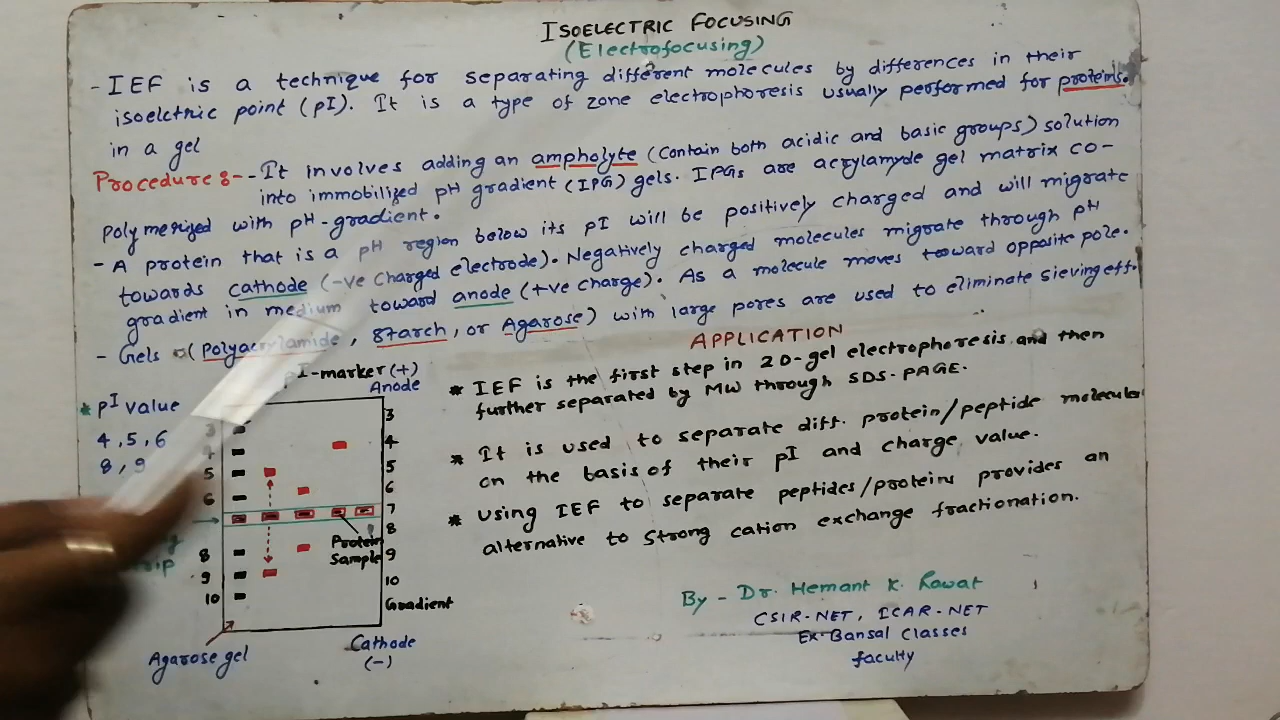 ISOELECTRIC FOCUSING
(Electrofocusing)
- IEF is a technique for separating different molecules by differences in their
isoelctric point (pI). It is a type of zone electrophoresis usually performed for proteins.
in a gel
Procedure :- - It involves adding an ampholyte (contain both acidic and basic groups) solution
into immobilized pH gradient (IPG) gels. IPGs are acrylamyde gel matrix co-
polymerized with pH-gradient.
- A protein that is a pH region below its pI will be positively charged and will migrate
towards cathode (-ve charged electrode). Negatively charged molecules migrate through pH
gradient in medium toward anode (+ve charge). As a molecule moves toward opposite pole.
- Gels (Polyacrylamide, starch, or Agarose) with large pores are used to eliminate sieving eff.
APPLICATION
* IEF is the first step in 2D-gel electrophoresis and then
further separated by MW through SDS-PAGE.
* It is used to separate diff. protein/peptide molecular
on the basis of their pI and charge value.
* Using IEF to separate peptides/proteins provides an
alternative to strong cation exchange fractionation.
By - Dr. Hemant K. Rawat
CSIR-NET, ICAR-NET
Ex-Bansal Classes
faculty
pI-marker (+)
Anode
* pI value
4, 5, 6
8, 9
3
4
5
6
8
9
10
3
4
5
6
7
8
9
10
Gradient
Protein
Sample
Agarose gel
Cathode
(-)